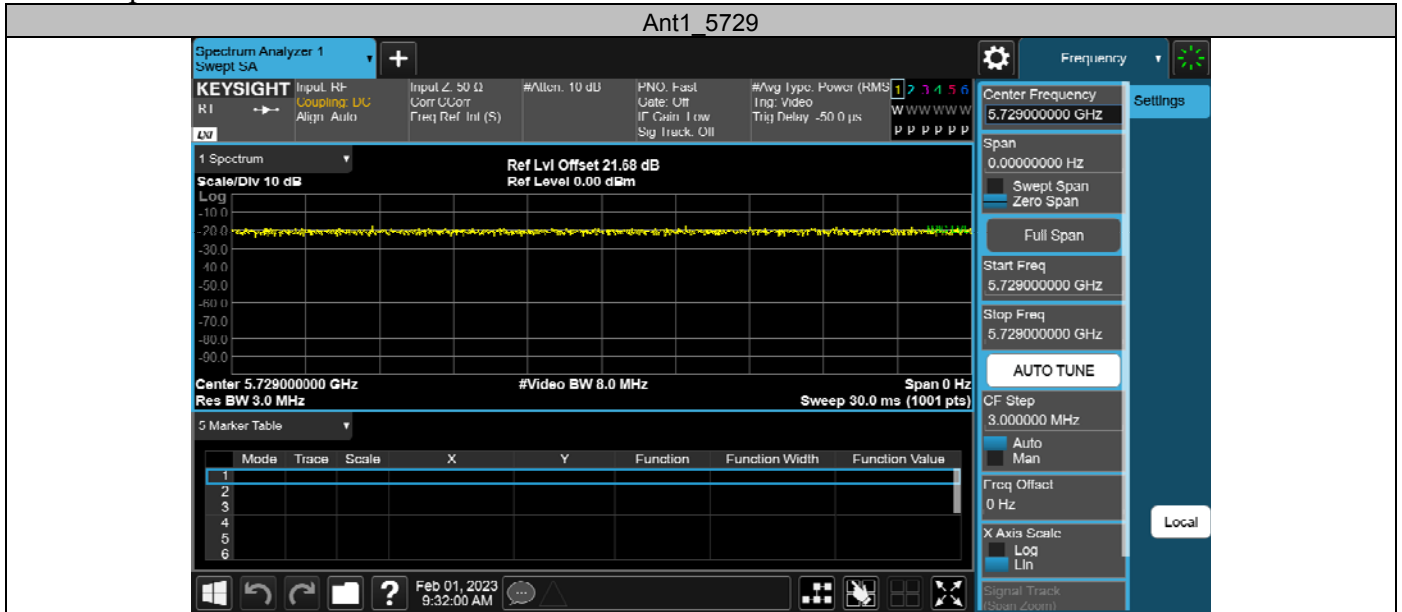 Ant1_5729
Spectrum Analyzer 1
Swept SA
Frequency
KEYSIGHT
Input: RF
Coupling: DC
Align: Auto
Input Z: 50 Ω
Corr CCorr
Freq Ref: Int (S)
#Atten: 10 dB
PNO: Fast
Gate: Off
IF Gain: Low
Sig Track: Off
#Avg Type: Power (RMS
Trig: Video
Trig Delay: -50.0 µs
1 2 3 4 5 6
W W W W W W
P P P P P P
LXI
1 Spectrum
Ref Lvl Offset 21.68 dB
Scale/Div 10 dB
Ref Level 0.00 dBm
Log
-10.0
-20.0
-30.0
-40.0
-50.0
-60.0
-70.0
-80.0
-90.0
Center 5.729000000 GHz
#Video BW 8.0 MHz
Span 0 Hz
Res BW 3.0 MHz
Sweep 30.0 ms (1001 pts)
5 Marker Table
Mode Trace Scale X Y Function Function Width Function Value
1
2
3
4
5
6
Feb 01, 2023
9:32:00 AM
Center Frequency
5.729000000 GHz
Settings
Span
0.00000000 Hz
Swept Span
Zero Span
Full Span
Start Freq
5.729000000 GHz
Stop Freq
5.729000000 GHz
AUTO TUNE
CF Step
3.000000 MHz
Auto
Man
Freq Offset
0 Hz
X Axis Scale
Log
Lin
Local
Signal Track
(Span Zoom)